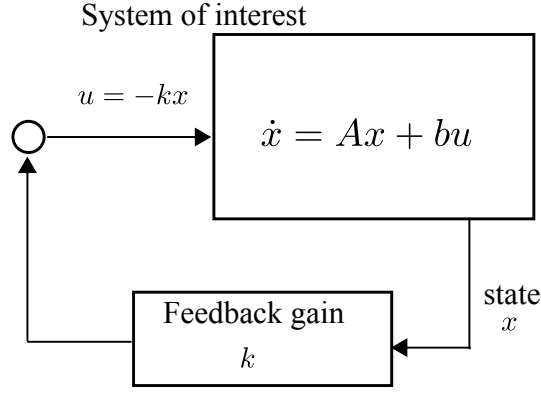 System of interest
u = −kx
ẋ = Ax + bu
Feedback gain
k
state
x